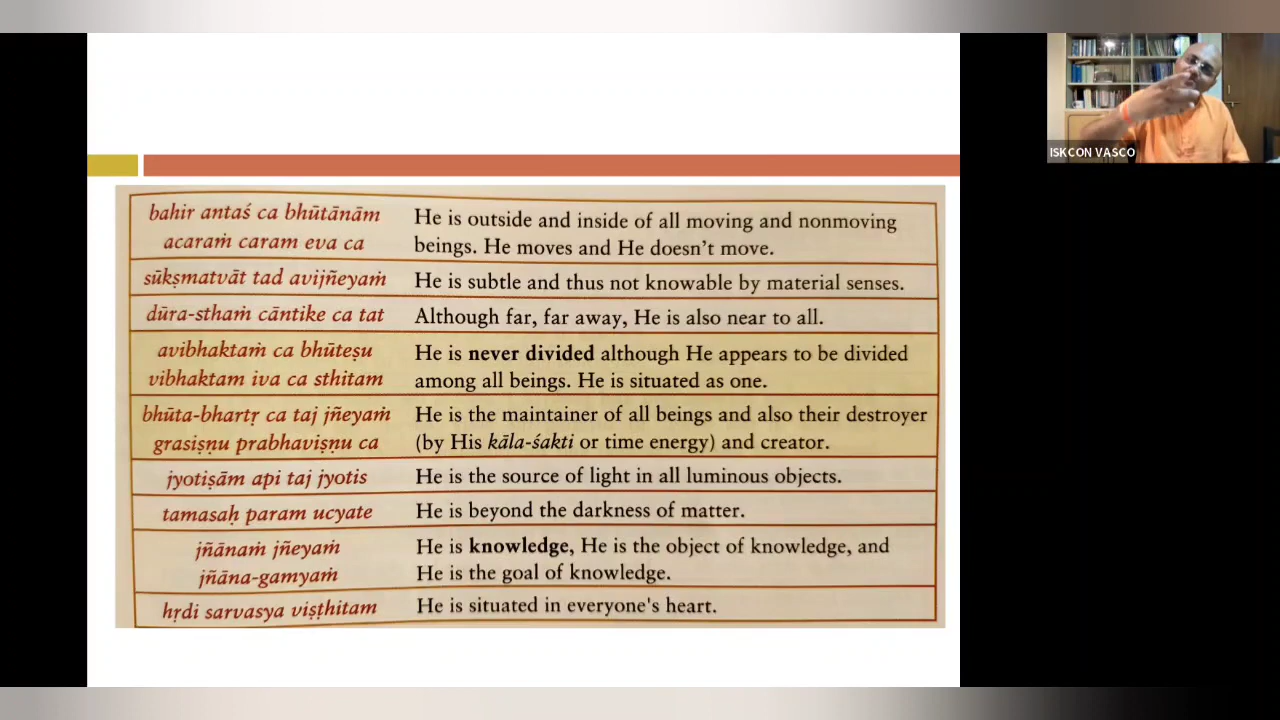 bahir antaś ca bhūtānām
acaraṁ caram eva ca
He is outside and inside of all moving and nonmoving
beings. He moves and He doesn't move.
sūkṣmatvāt tad avijñeyaṁ
He is subtle and thus not knowable by material senses.
dūra-sthaṁ cāntike ca tat
Although far, far away, He is also near to all.
avibhaktaṁ ca bhūteṣu
vibhaktam iva ca sthitam
He is never divided although He appears to be divided
among all beings. He is situated as one.
bhūta-bhartṛ ca taj jñeyaṁ
grasiṣṇu prabhaviṣṇu ca
He is the maintainer of all beings and also their destroyer
(by His kāla-śakti or time energy) and creator.
jyotiṣām api taj jyotis
He is the source of light in all luminous objects.
tamasaḥ param ucyate
He is beyond the darkness of matter.
jñānaṁ jñeyaṁ
jñāna-gamyaṁ
He is knowledge, He is the object of knowledge, and
He is the goal of knowledge.
hṛdi sarvasya viṣṭhitam
He is situated in everyone's heart.
ISKCON VASCO